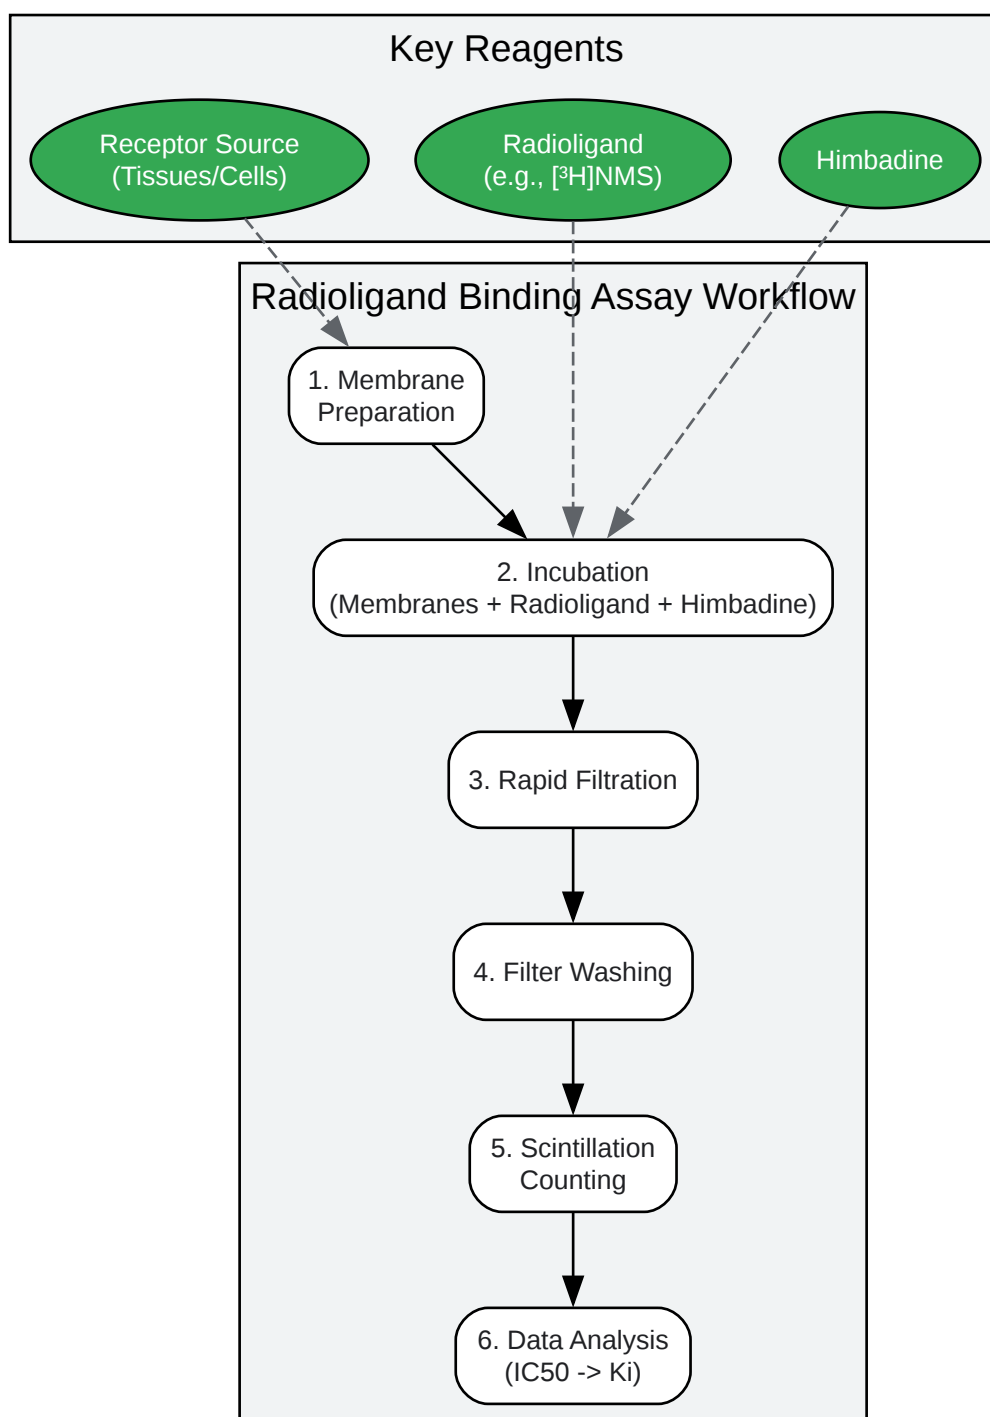 Key Reagents
Receptor Source
(Tissues/Cells)
Radioligand
(e.g., [³H]NMS)
Himbadine
Radioligand Binding Assay Workflow
1. Membrane
Preparation
2. Incubation
(Membranes + Radioligand + Himbadine)
3. Rapid Filtration
4. Filter Washing
5. Scintillation
Counting
6. Data Analysis
(IC50 -> Ki)